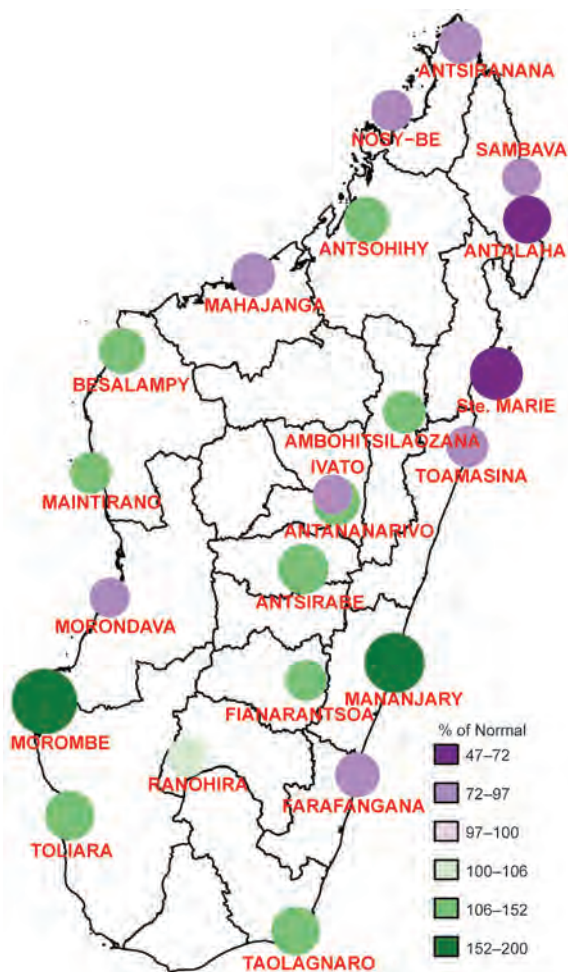 ANTSIRANANA
NOSY-BE
SAMBAVA
ANTSOHIHY
ANTALAHA
MAHAJANGA
BESALAMPY
Ste. MARIE
AMBOHITSILAOZANA
IVATO
TOAMASINA
MAINTIRANO
ANTANANARIVO
ANTSIRABE
MORONDAVA
MANANJARY
FIANARANTSOA
MOROMBE
RANOHIRA
FARAFANGANA
TOLIARA
TAOLAGNARO
% of Normal
47–72
72–97
97–100
100–106
106–152
152–200